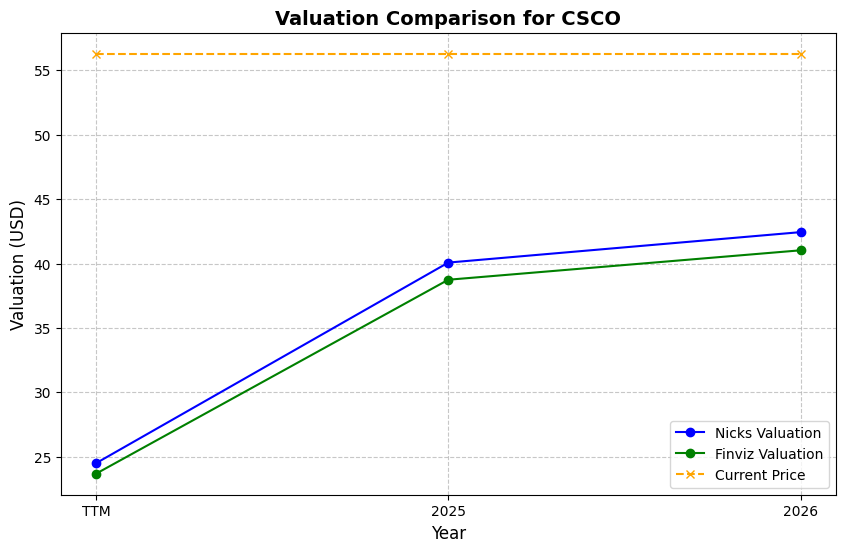 Valuation Comparison for CSCO
Valuation (USD)
55
50
45
40
35
30
25
Nicks Valuation
Finviz Valuation
Current Price
TTM 2025 2026
Year